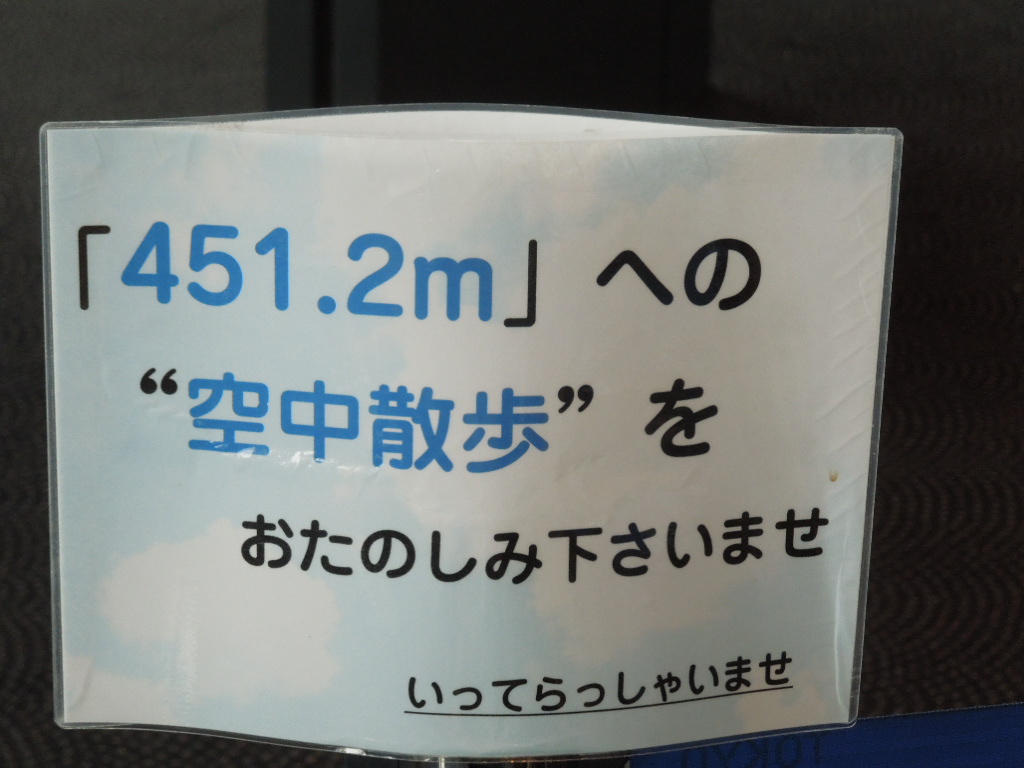 「451.2m」への
“空中散歩”を
おたのしみ下さいませ
いってらっしゃいませ